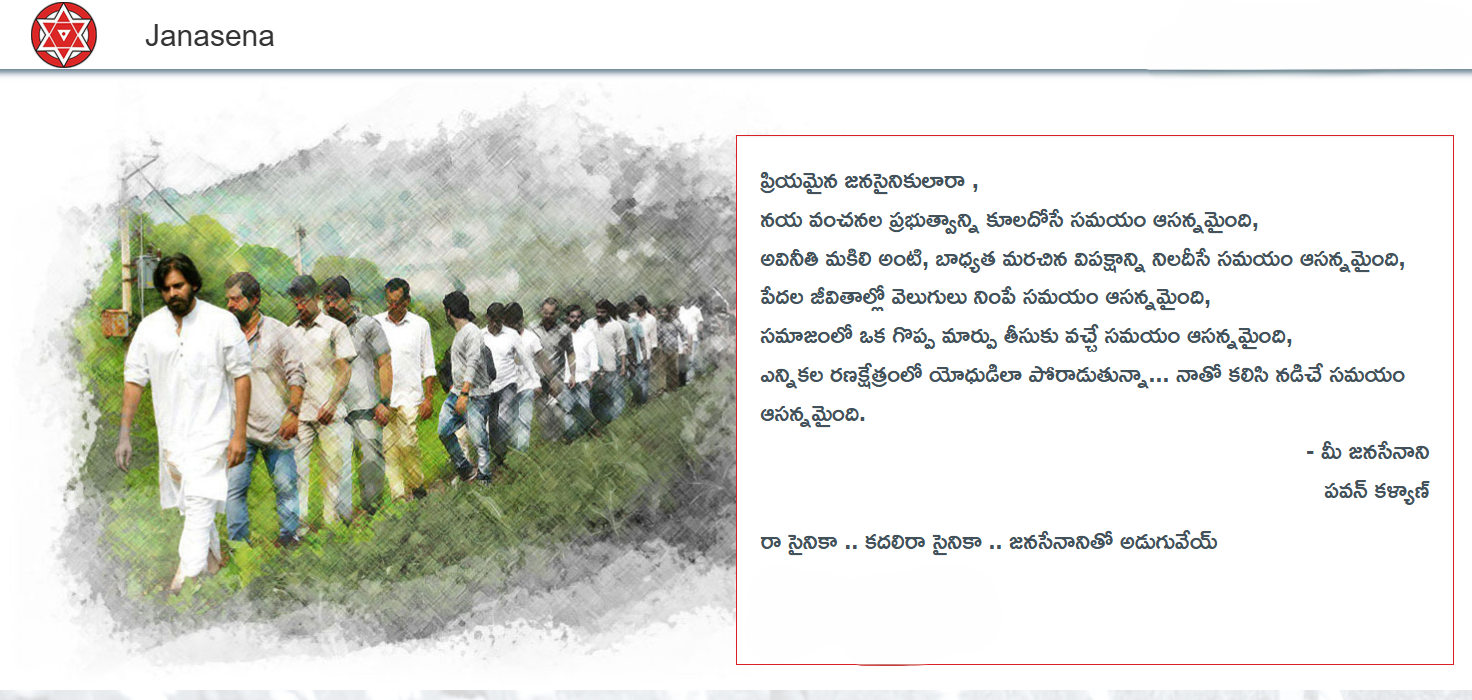 Janasena
ప్రియమైన జనసైనికులారా ,
నయ వంచనల ప్రభుత్వాన్ని కూలదోసే సమయం ఆసన్నమైంది,
అవినీతి మకిలి అంటి, బాధ్యత మరచిన విపక్షాన్ని నిలదీసే సమయం ఆసన్నమైంది,
పేదల జీవితాల్లో వెలుగులు నింపే సమయం ఆసన్నమైంది,
సమాజంలో ఒక గొప్ప మార్పు తీసుకు వచ్చే సమయం ఆసన్నమైంది,
ఎన్నికల రణక్షేత్రంలో యోధుడిలా పోరాడుతున్నా... నాతో కలిసి నడిచే సమయం
ఆసన్నమైంది.
- మీ జనసేనాని
పవన్ కళ్యాణ్
రా సైనికా .. కదలిరా సైనికా .. జనసేనానితో అడుగువేయ్